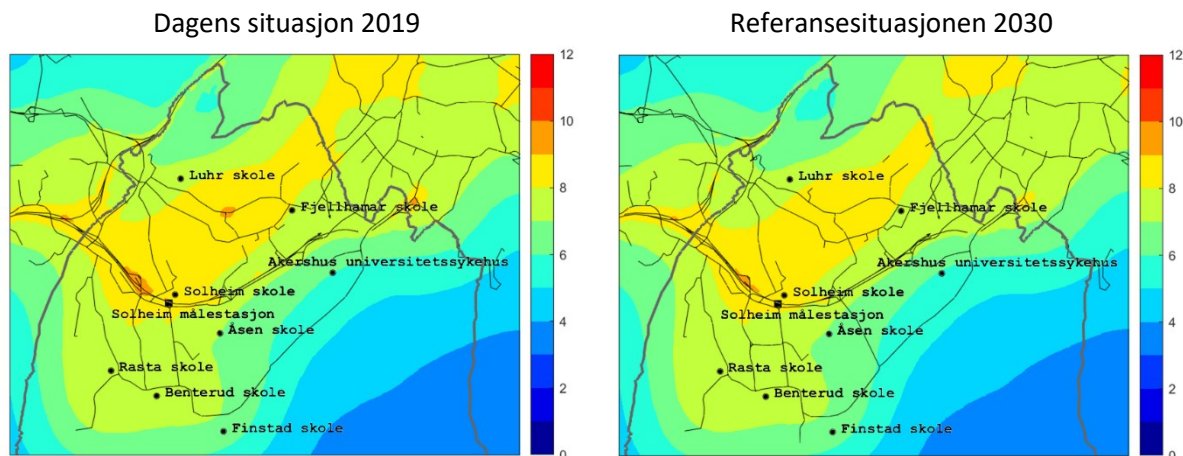 Dagens situasjon 2019
Referansesituasjonen 2030
12
10
8
6
4
2
0
Luhr skole
Fjellhamar skole
Akershus universitetssykehus
Solheim skole
Solheim målestasjon
Åsen skole
Rasta skole
Benterud skole
Finstad skole
12
10
8
6
4
2
0
Luhr skole
Fjellhamar skole
Akershus universitetssykehus
Solheim skole
Solheim målestasjon
Åsen skole
Rasta skole
Benterud skole
Finstad skole